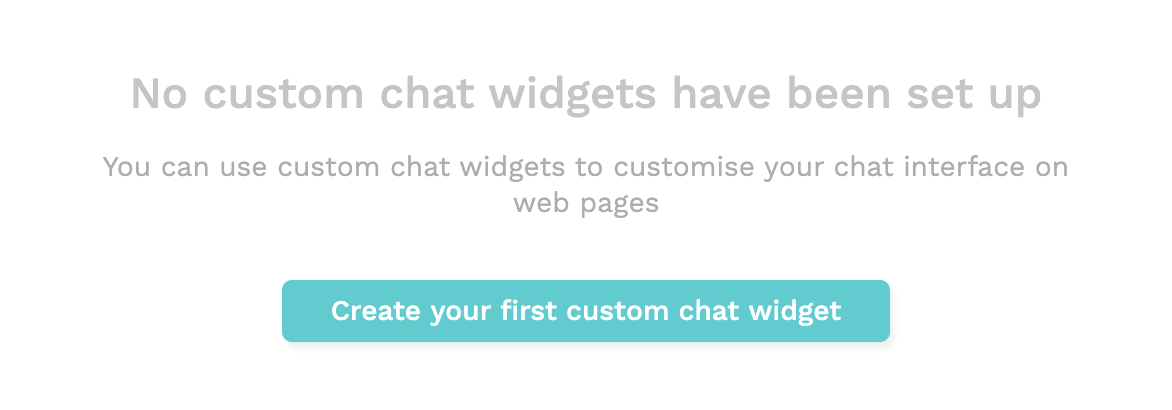 No custom chat widgets have been set up
You can use custom chat widgets to customise your chat interface on
web pages
Create your first custom chat widget